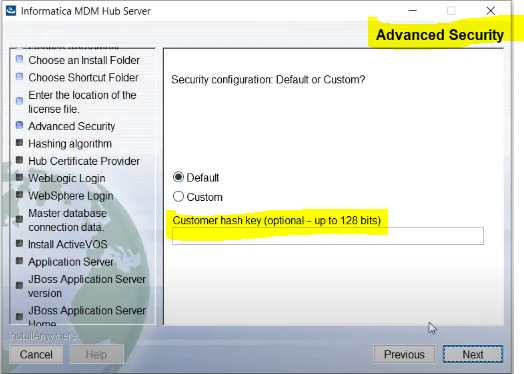 Informatica MDM Hub Server
Advanced Security
Choose an Install Folder
Choose Shortcut Folder
Enter the location of the
license file.
Advanced Security
Hashing algorithm
Hub Certificate Provider
WebLogic Login
WebSphere Login
Master database
connection data.
Install ActiveVOS
Application Server
JBoss Application Server
version
JBoss Application Server
Home
Security configuration: Default or Custom?
Default
Custom
Customer hash key (optional - up to 128 bits)
InstallAnywhere
Cancel
Help
Previous
Next